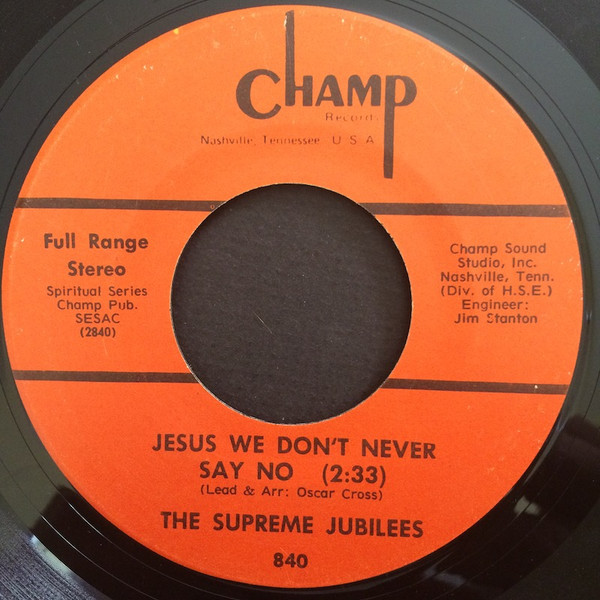 CHAMP
Records
Nashville, Tennessee U S A
Full Range
Stereo
Spiritual Series
Champ Pub.
SESAC
(2840)
Champ Sound
Studio, Inc.
Nashville, Tenn.
(Div. of H.S.E.)
Engineer:
Jim Stanton
JESUS WE DON'T NEVER
SAY NO (2:33)
(Lead & Arr: Oscar Cross)
THE SUPREME JUBILEES
840